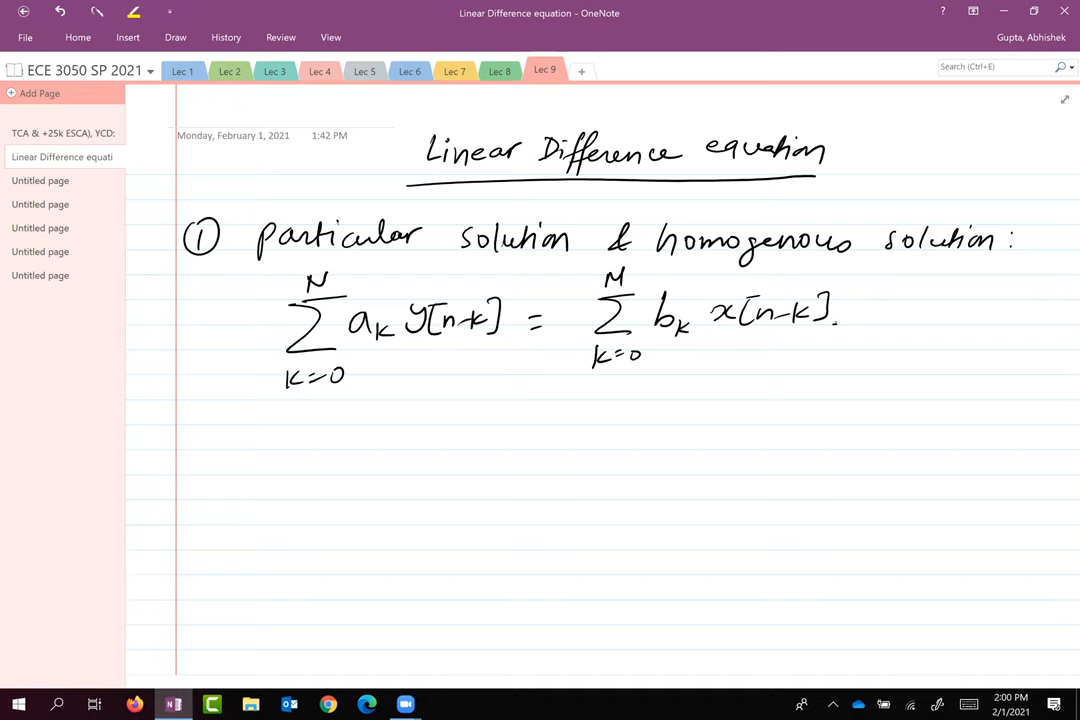 Linear Difference equation - OneNote
?
File Home Insert Draw History Review View
Gupta, Abhishek
ECE 3050 SP 2021
Lec 1 Lec 2 Lec 3 Lec 4 Lec 5 Lec 6 Lec 7 Lec 8 Lec 9 +
Search (Ctrl+E)
Add Page
TCA & +25k ESCA), YCD:
Linear Difference equati
Untitled page
Untitled page
Untitled page
Untitled page
Untitled page
Monday, February 1, 2021 1:42 PM
Linear Difference equation
① particular solution & homogenous solution:
N M
∑ aₖ y[n-k] = ∑ bₖ x[n-k].
k=0 k=0
2:00 PM
2/1/2021